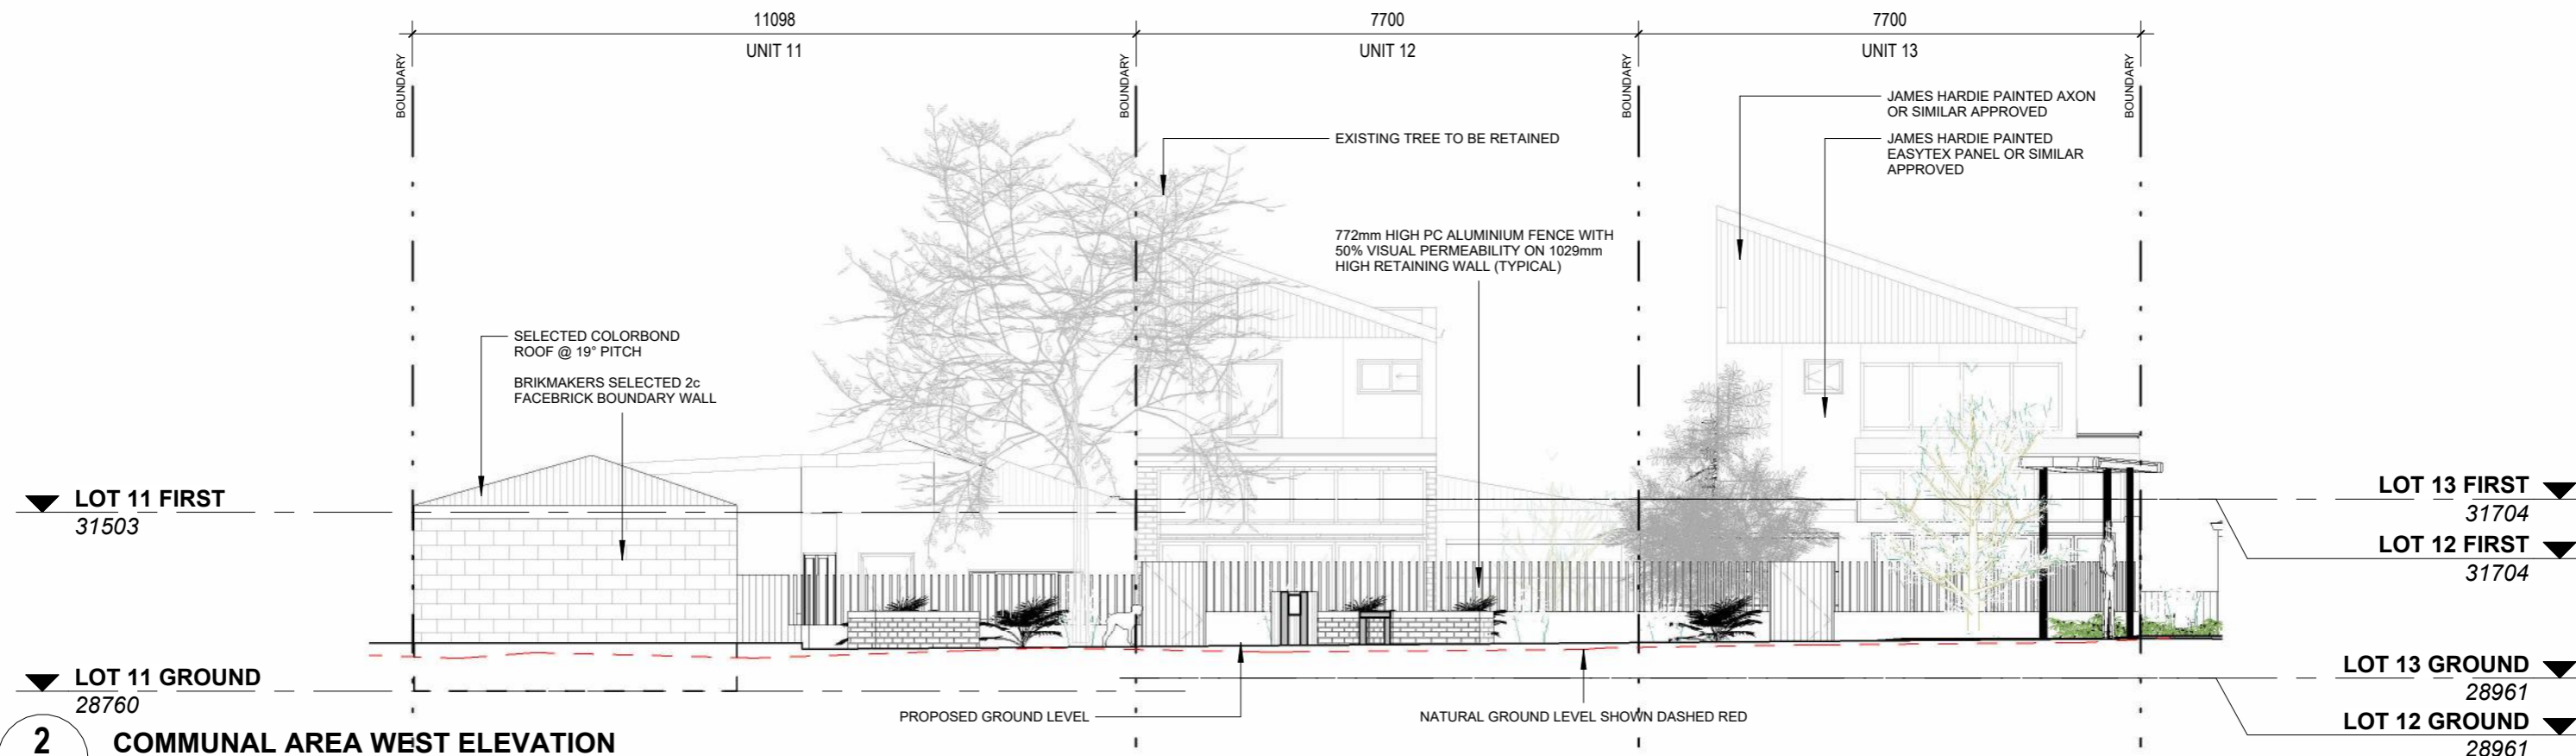 11098
7700
7700
UNIT 11
UNIT 12
UNIT 13
BOUNDARY
BOUNDARY
BOUNDARY
BOUNDARY
JAMES HARDIE PAINTED AXON
OR SIMILAR APPROVED
EXISTING TREE TO BE RETAINED
JAMES HARDIE PAINTED
EASYTEX PANEL OR SIMILAR
APPROVED
772mm HIGH PC ALUMINIUM FENCE WITH
50% VISUAL PERMEABILITY ON 1029mm
HIGH RETAINING WALL (TYPICAL)
SELECTED COLORBOND
ROOF @ 19° PITCH
BRIKMAKERS SELECTED 2c
FACEBRICK BOUNDARY WALL
LOT 11 FIRST
31503
LOT 13 FIRST
31704
LOT 12 FIRST
31704
LOT 11 GROUND
28760
LOT 13 GROUND
28961
LOT 12 GROUND
28961
PROPOSED GROUND LEVEL
NATURAL GROUND LEVEL SHOWN DASHED RED
2
COMMUNAL AREA WEST ELEVATION